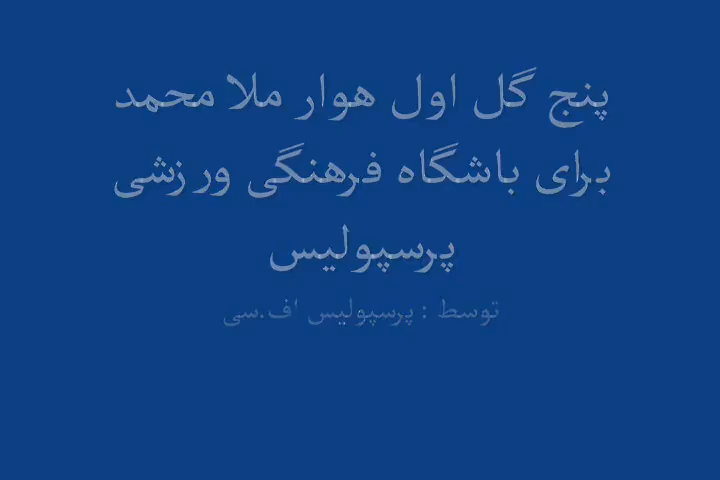 پنج گل اول هوار ملا محمد
برای باشگاه فرهنگی ورزشی
پرسپولیس
توسط : پرسپولیس اف.سی